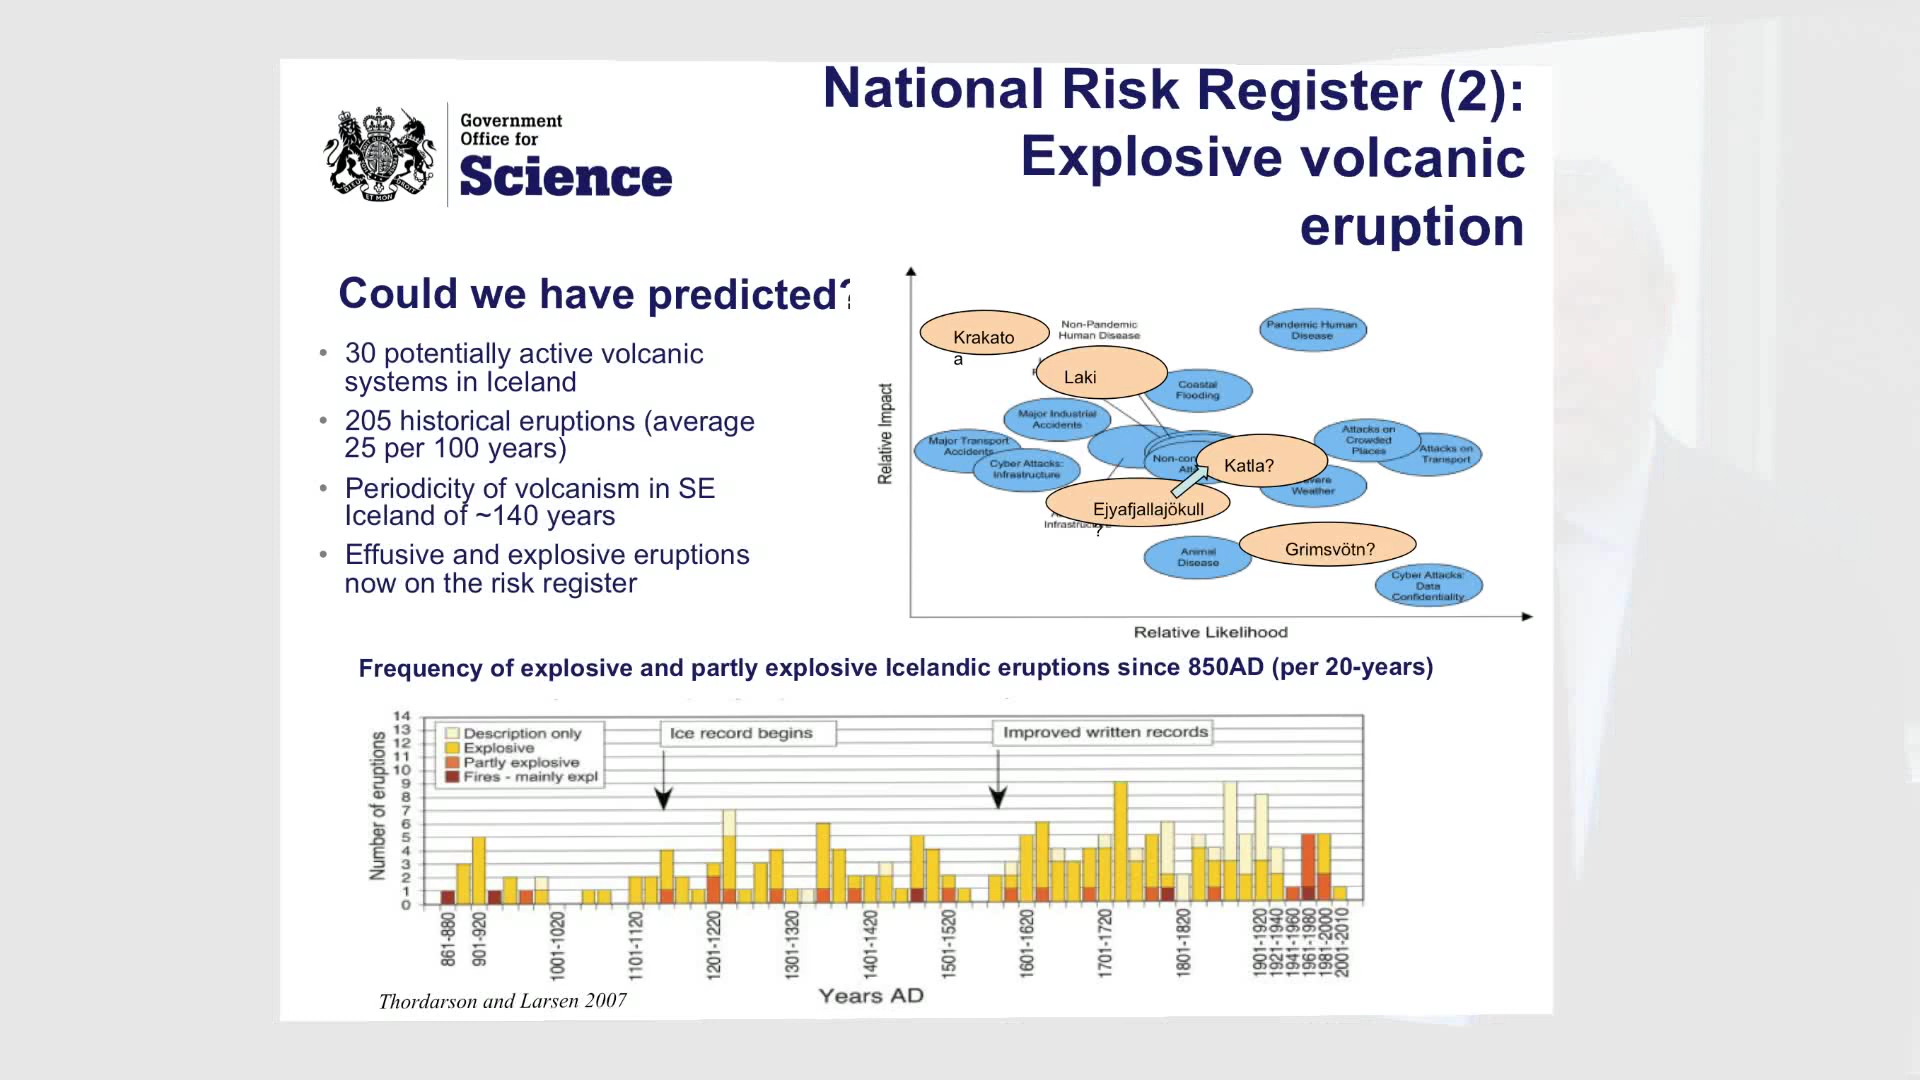 Government
Office for
Science
National Risk Register (2):
Explosive volcanic
eruption
Could we have predicted?
• 30 potentially active volcanic
systems in Iceland
• 205 historical eruptions (average
25 per 100 years)
• Periodicity of volcanism in SE
Iceland of ~140 years
• Effusive and explosive eruptions
now on the risk register
Relative Impact
Krakato
a
Non-Pandemic
Human Disease
Pandemic Human
Disease
Laki
Coastal
Flooding
Major Industrial
Accidents
Major Transport
Accidents
Cyber Attacks:
Infrastructure
Attacks on
Crowded
Places
Attacks on
Transport
Katla?
Weather
Ejyafjallajökull
?
Animal
Disease
Grimsvötn?
Cyber Attacks:
Data
Confidentiality
Relative Likelihood
Frequency of explosive and partly explosive Icelandic eruptions since 850AD (per 20-years)
Number of eruptions
14
13
12
11
10
9
8
7
6
5
4
3
2
1
0
Description only
Explosive
Partly explosive
Fires - mainly expl
Ice record begins
Improved written records
861-880
901-920
1001-1020
1101-1120
1201-1220
1301-1320
1401-1420
1501-1520
1601-1620
1701-1720
1801-1820
1901-1920
1921-1940
1941-1960
1961-1980
1981-2000
2001-2010
Years AD
Thordarson and Larsen 2007